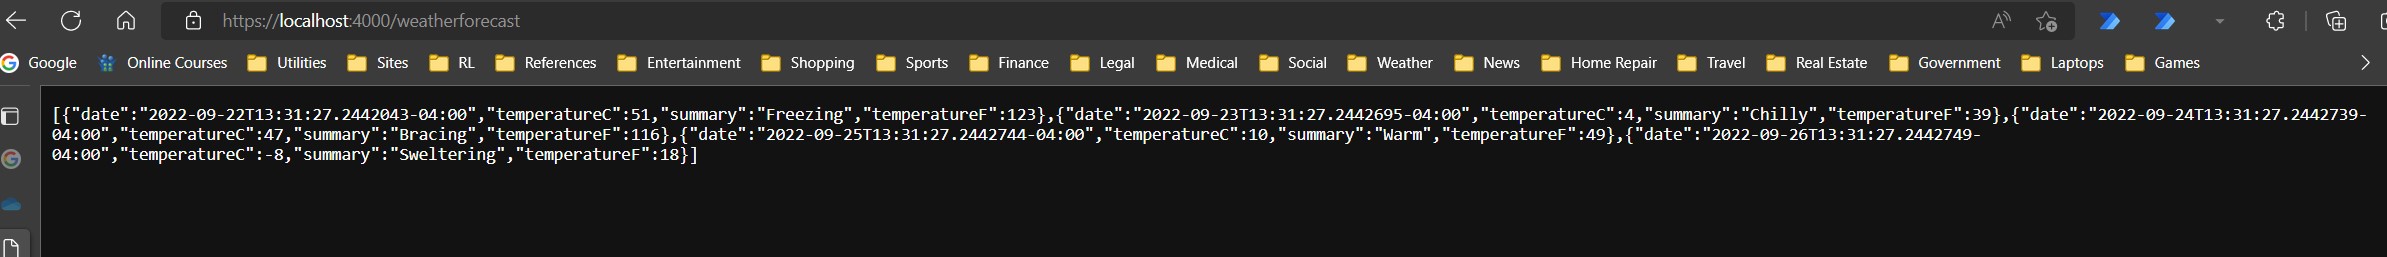 https://localhost:4000/weatherforecast
Google Online Courses Utilities Sites RL References Entertainment Shopping Sports Finance Legal Medical Social Weather News Home Repair Travel Real Estate Government Laptops Games
[{"date":"2022-09-22T13:31:27.2442043-04:00","temperatureC":51,"summary":"Freezing","temperatureF":123},{"date":"2022-09-23T13:31:27.2442695-04:00","temperatureC":4,"summary":"Chilly","temperatureF":39},{"date":"2022-09-24T13:31:27.2442739-
04:00","temperatureC":47,"summary":"Bracing","temperatureF":116},{"date":"2022-09-25T13:31:27.2442744-04:00","temperatureC":10,"summary":"Warm","temperatureF":49},{"date":"2022-09-26T13:31:27.2442749-
04:00","temperatureC":-8,"summary":"Sweltering","temperatureF":18}]